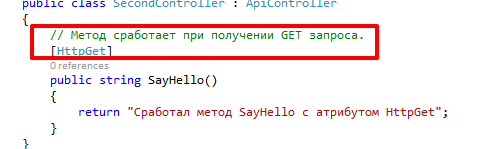 public class SecondController : ApiController
{
// Метод сработает при получении GET запроса.
[HttpGet]
0 references
public string SayHello()
{
return "Сработал метод SayHello с атрибутом HttpGet";
}
}